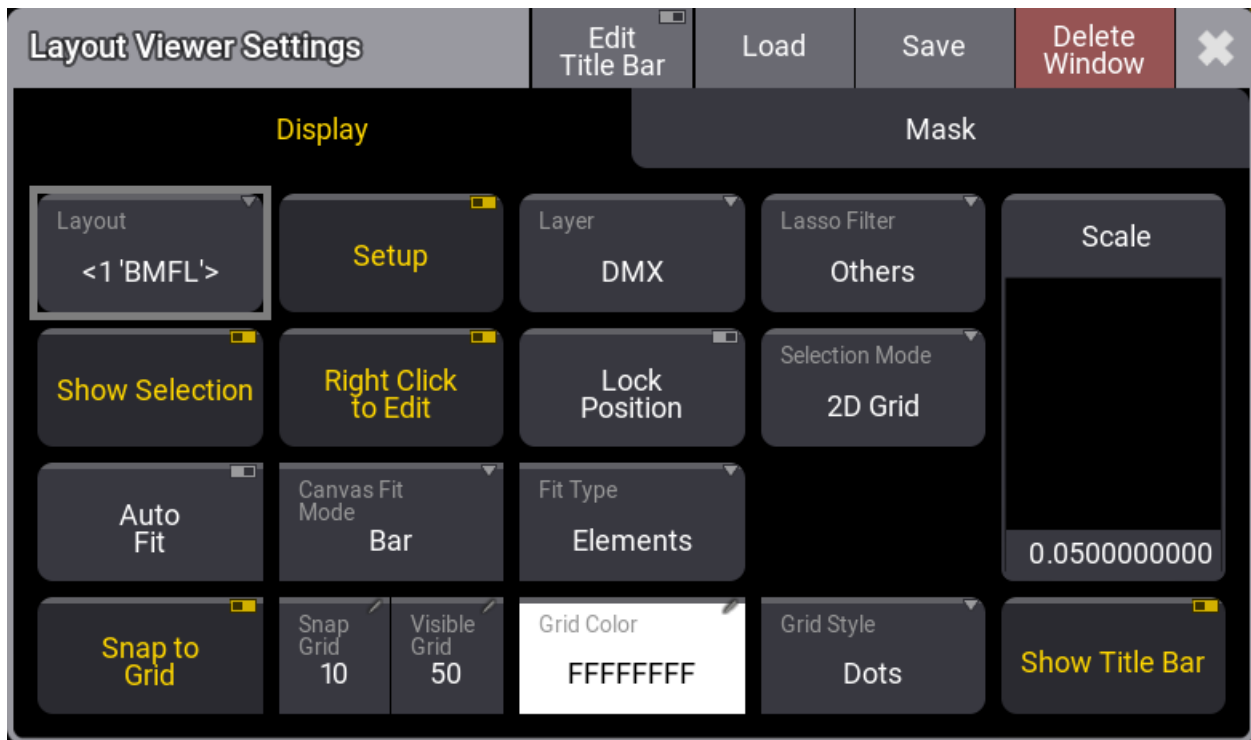 Layout Viewer Settings
Edit
Title Bar
Load
Save
Delete
Window
Display
Mask
Layout
<1 'BMFL'>
Setup
Layer
DMX
Lasso Filter
Others
Scale
Show Selection
Right Click
to Edit
Lock
Position
Selection Mode
2D Grid
Auto
Fit
Canvas Fit
Mode
Bar
Fit Type
Elements
0.0500000000
Snap to
Grid
Snap
Grid
10
Visible
Grid
50
Grid Color
FFFFFFFF
Grid Style
Dots
Show Title Bar